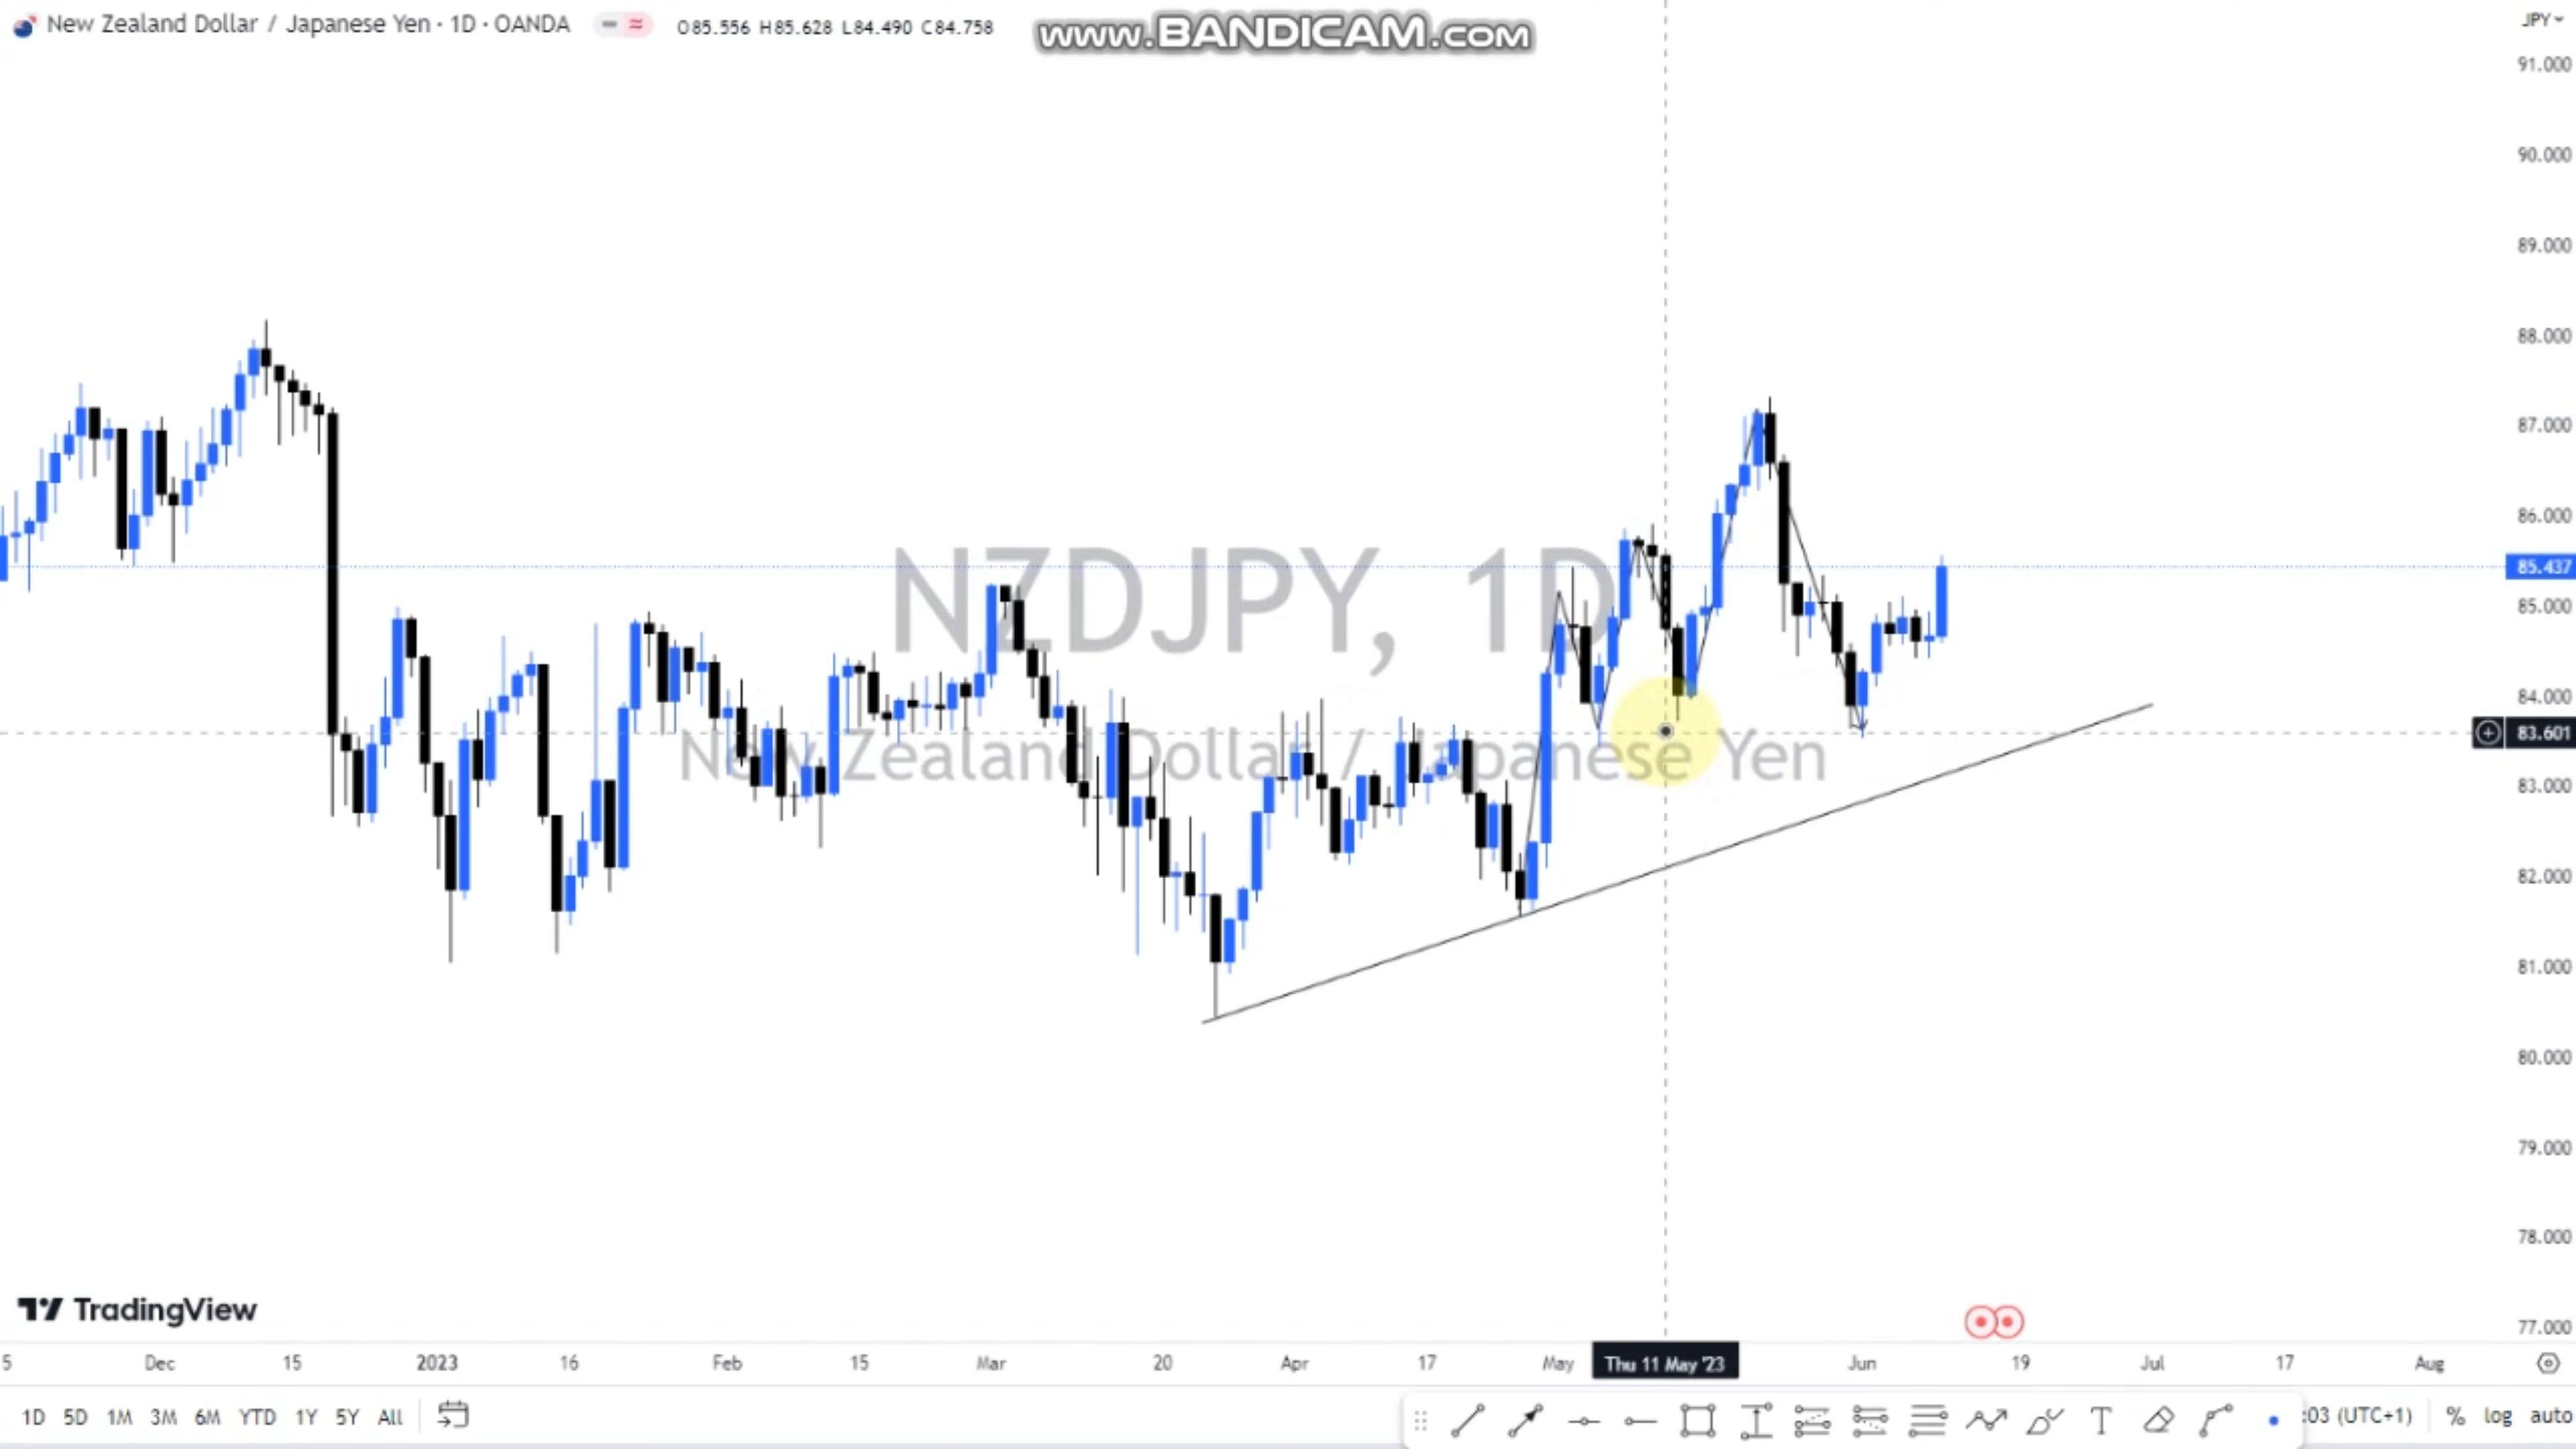 New Zealand Dollar / Japanese Yen · 1D · OANDA O85.556 H85.628 L84.490 C84.758
www.BANDICAM.com
JPY
91.000
90.000
89.000
88.000
87.000
86.000
85.437
85.000
84.000
83.601
83.000
82.000
81.000
80.000
79.000
78.000
77.000
NZDJPY, 1D
New Zealand Dollar / Japanese Yen
TradingView
5 Dec 15 2023 16 Feb 15 Mar 20 Apr 17 May Thu 11 May '23 Jun 19 Jul 17 Aug
1D 5D 1M 3M 6M YTD 1Y 5Y All :03 (UTC+1) % log auto